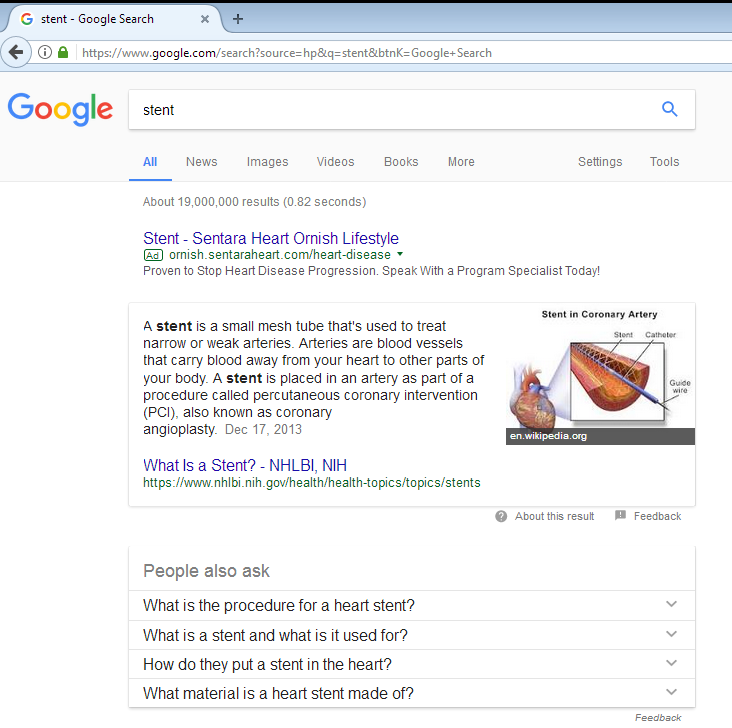 stent - Google Search
https://www.google.com/search?source=hp&q=stent&btnK=Google+Search
Google
stent
All News Images Videos Books More Settings Tools
About 19,000,000 results (0.82 seconds)
Stent - Sentara Heart Ornish Lifestyle
Ad ornish.sentaraheart.com/heart-disease
Proven to Stop Heart Disease Progression. Speak With a Program Specialist Today!
A stent is a small mesh tube that's used to treat
narrow or weak arteries. Arteries are blood vessels
that carry blood away from your heart to other parts of
your body. A stent is placed in an artery as part of a
procedure called percutaneous coronary intervention
(PCI), also known as coronary
angioplasty. Dec 17, 2013
Stent in Coronary Artery
Stent Catheter
Guide
wire
en.wikipedia.org
What Is a Stent? - NHLBI, NIH
https://www.nhlbi.nih.gov/health/health-topics/topics/stents
About this result Feedback
People also ask
What is the procedure for a heart stent?
What is a stent and what is it used for?
How do they put a stent in the heart?
What material is a heart stent made of?
Feedback